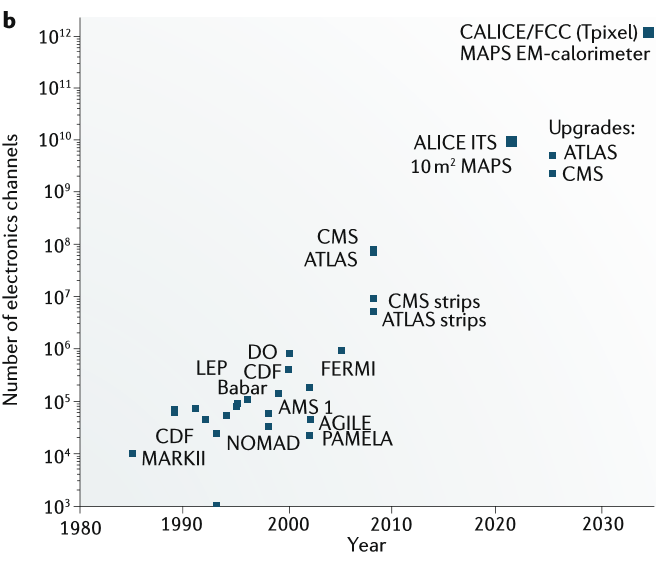 b
10¹²
10¹¹
10¹⁰
10⁹
10⁸
10⁷
10⁶
10⁵
10⁴
10³
Number of electronics channels
CALICE/FCC (Tpixel)
MAPS EM-calorimeter
Upgrades:
ATLAS
CMS
ALICE ITS
10 m² MAPS
CMS
ATLAS
CMS strips
ATLAS strips
DO
LEP
CDF
FERMI
Babar
AMS 1
AGILE
CDF
NOMAD
PAMELA
MARKII
1980
1990
2000
2010
2020
2030
Year